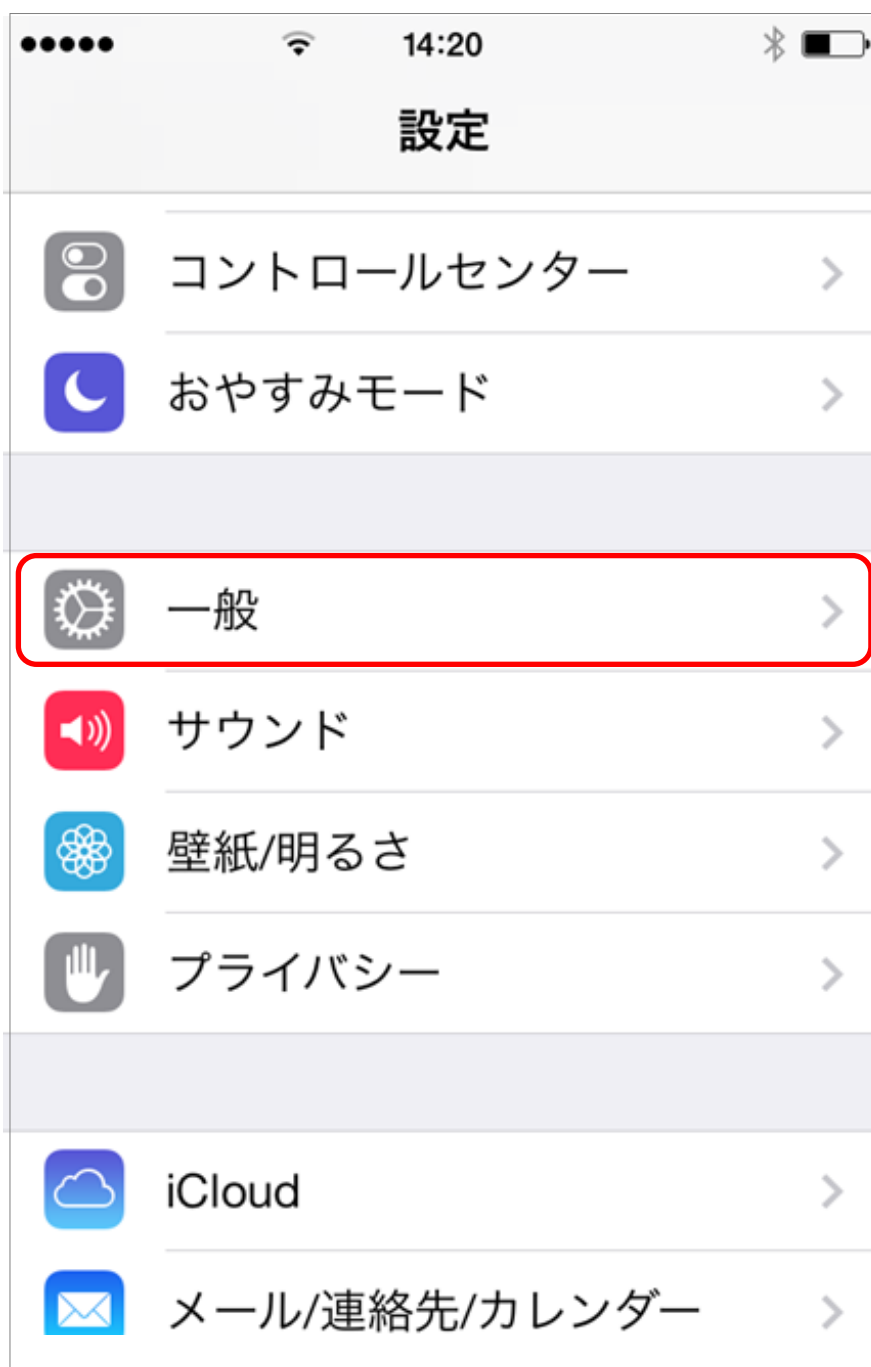 14:20
設定
コントロールセンター
おやすみモード
一般
サウンド
壁紙/明るさ
プライバシー
iCloud
メール/連絡先/カレンダー